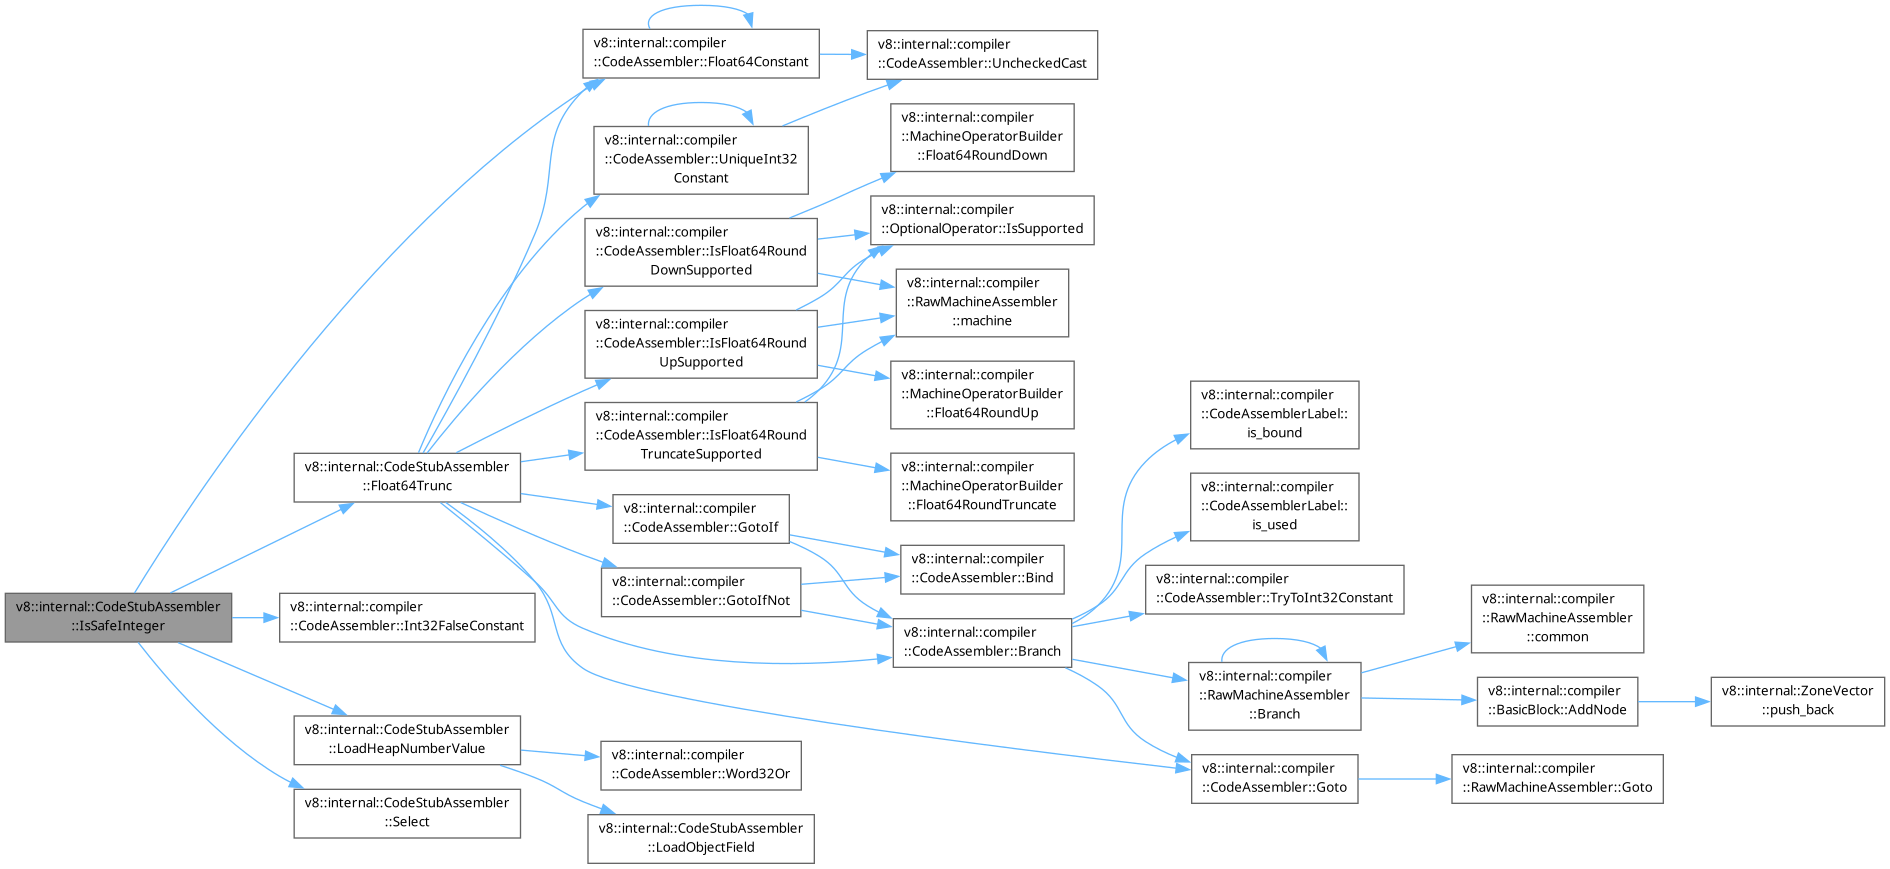 v8::internal::CodeStubAssembler
::IsSafeInteger
v8::internal::compiler
::CodeAssembler::Float64Constant
v8::internal::compiler
::CodeAssembler::UncheckedCast
v8::internal::CodeStubAssembler
::Float64Trunc
v8::internal::compiler
::CodeAssembler::UniqueInt32
Constant
v8::internal::compiler
::CodeAssembler::IsFloat64Round
DownSupported
v8::internal::compiler
::MachineOperatorBuilder
::Float64RoundDown
v8::internal::compiler
::OptionalOperator::IsSupported
v8::internal::compiler
::RawMachineAssembler
::machine
v8::internal::compiler
::CodeAssembler::IsFloat64Round
UpSupported
v8::internal::compiler
::MachineOperatorBuilder
::Float64RoundUp
v8::internal::compiler
::CodeAssembler::IsFloat64Round
TruncateSupported
v8::internal::compiler
::MachineOperatorBuilder
::Float64RoundTruncate
v8::internal::compiler
::CodeAssembler::GotoIf
v8::internal::compiler
::CodeAssembler::Bind
v8::internal::compiler
::CodeAssembler::GotoIfNot
v8::internal::compiler
::CodeAssembler::Branch
v8::internal::compiler
::CodeAssemblerLabel::
is_bound
v8::internal::compiler
::CodeAssemblerLabel::
is_used
v8::internal::compiler
::CodeAssembler::TryToInt32Constant
v8::internal::compiler
::RawMachineAssembler
::Branch
v8::internal::compiler
::RawMachineAssembler
::common
v8::internal::compiler
::BasicBlock::AddNode
v8::internal::ZoneVector
::push_back
v8::internal::compiler
::CodeAssembler::Goto
v8::internal::compiler
::RawMachineAssembler::Goto
v8::internal::compiler
::CodeAssembler::Int32FalseConstant
v8::internal::CodeStubAssembler
::LoadHeapNumberValue
v8::internal::compiler
::CodeAssembler::Word32Or
v8::internal::CodeStubAssembler
::LoadObjectField
v8::internal::CodeStubAssembler
::Select